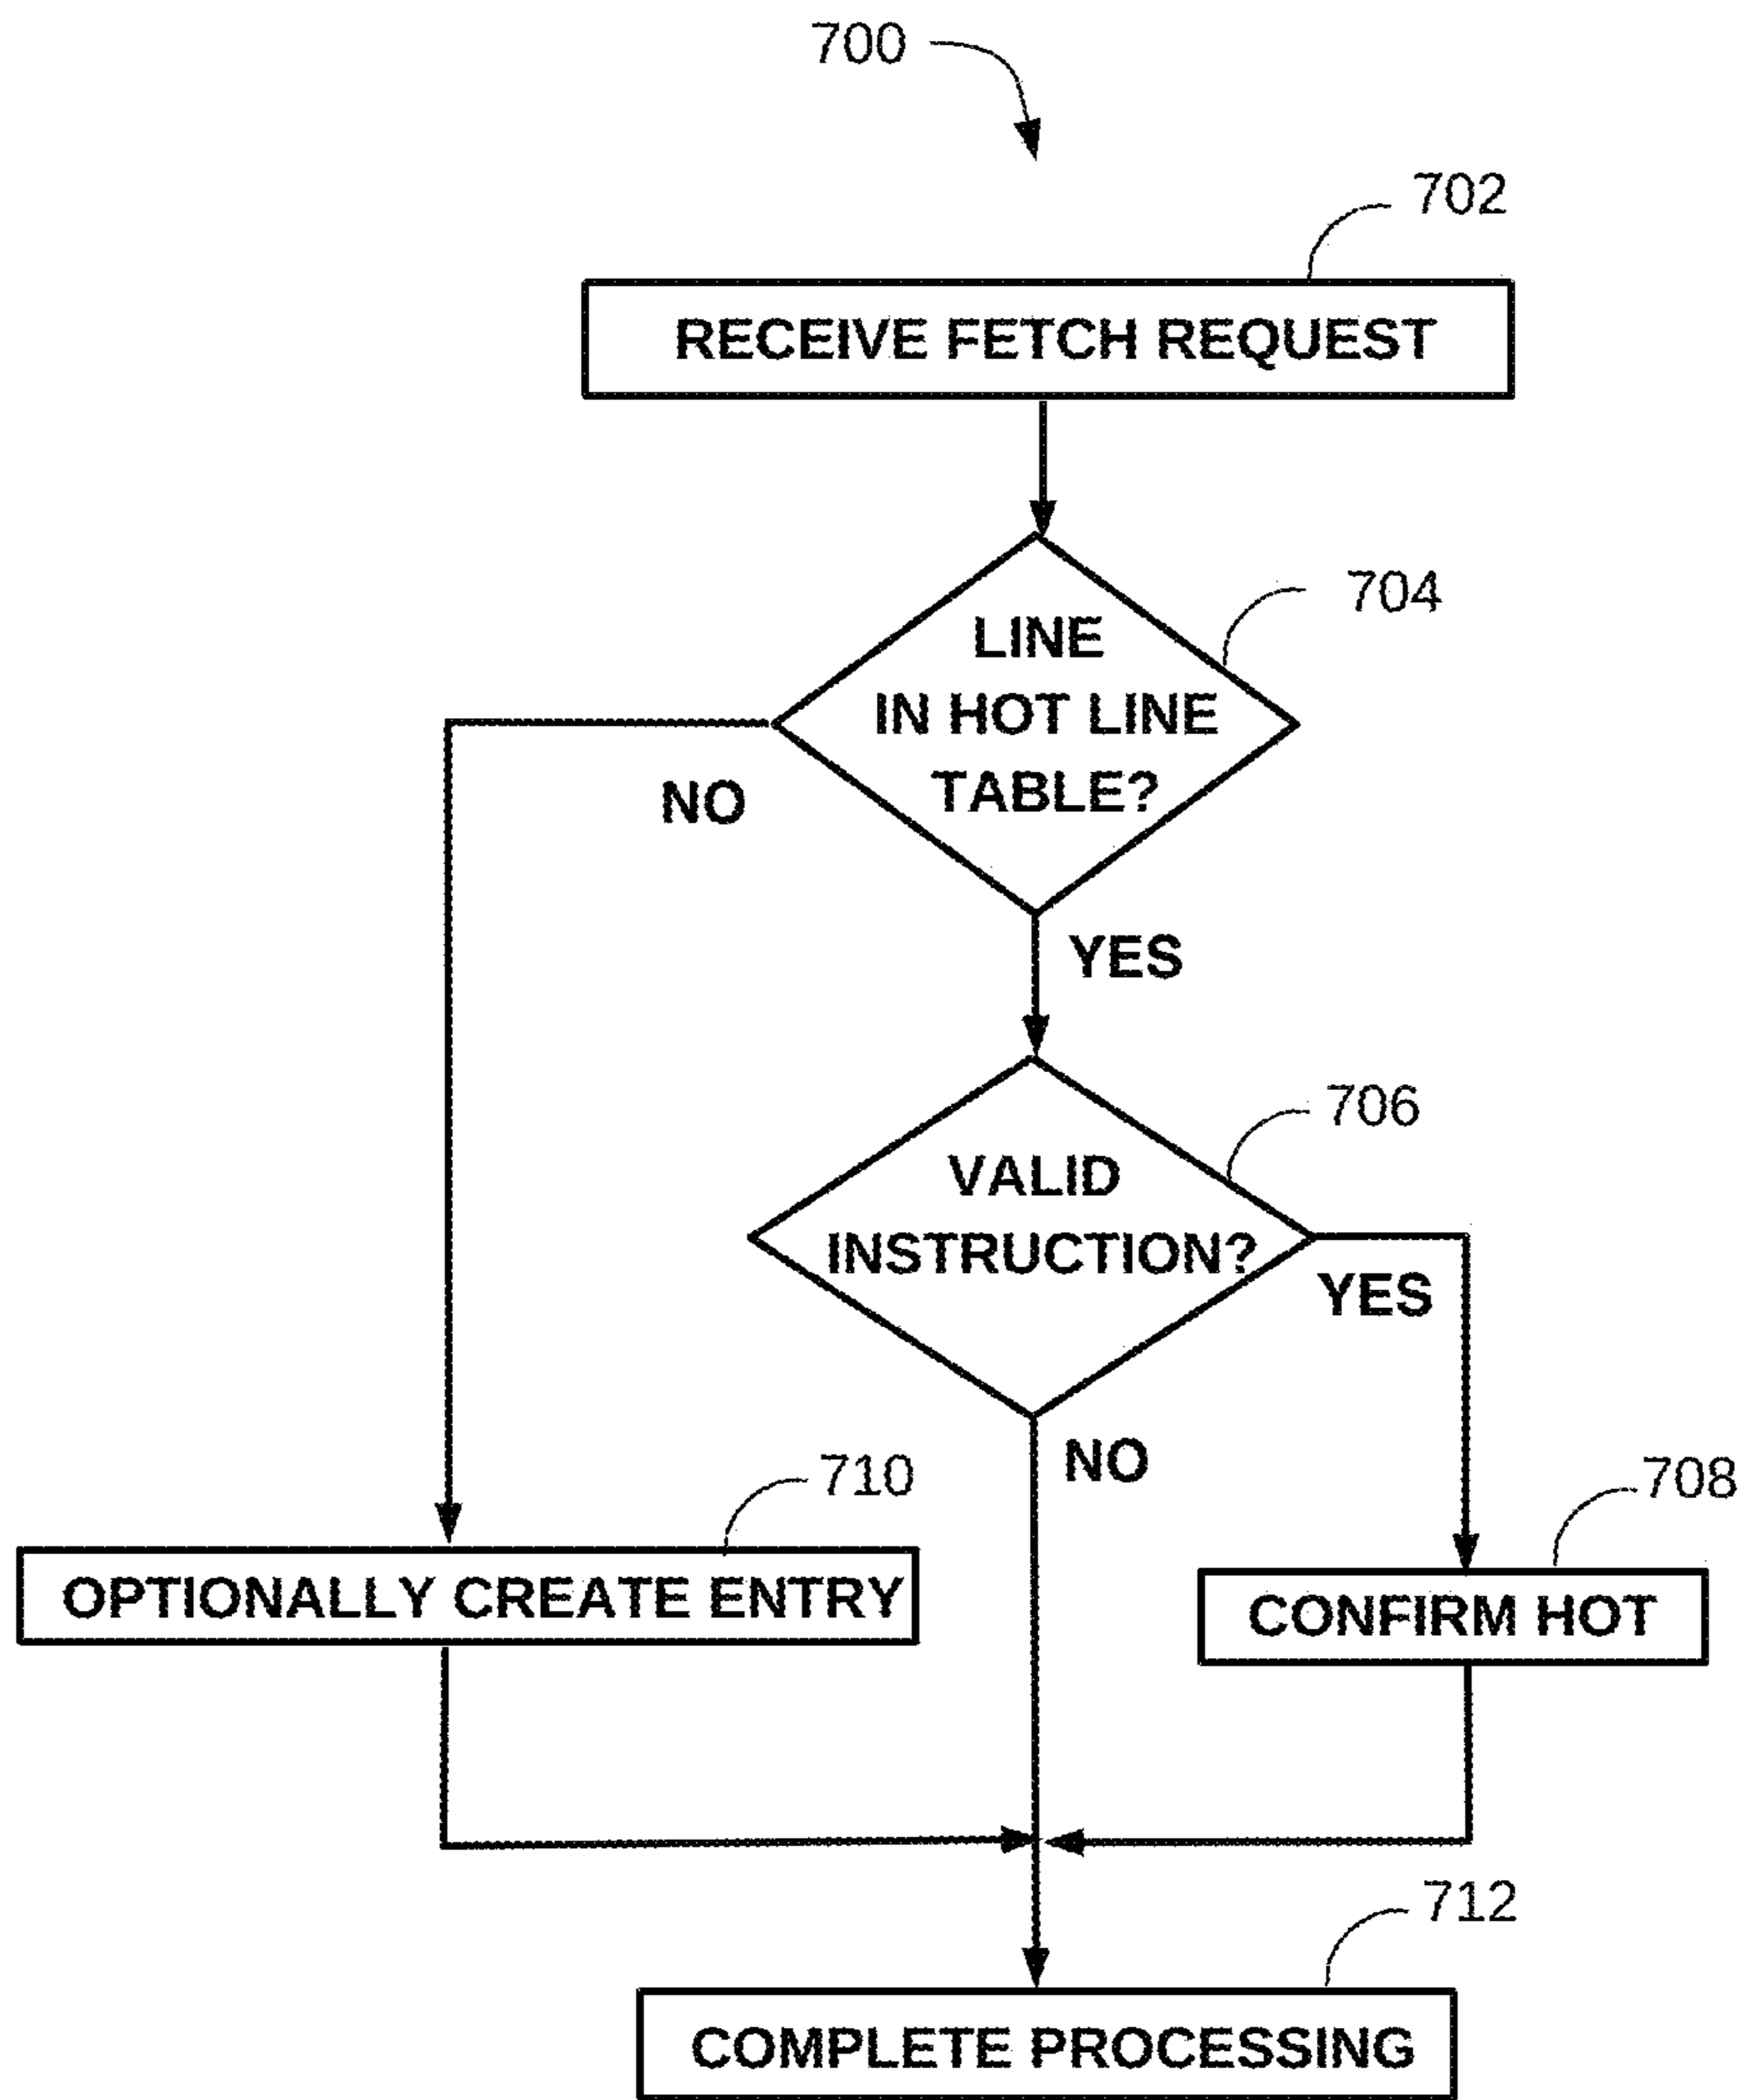 700
702
RECEIVE FETCH REQUEST
704
LINE
IN HOT LINE
TABLE?
NO
YES
706
VALID
INSTRUCTION?
YES
NO
710
708
OPTIONALLY CREATE ENTRY
CONFIRM HOT
712
COMPLETE PROCESSING